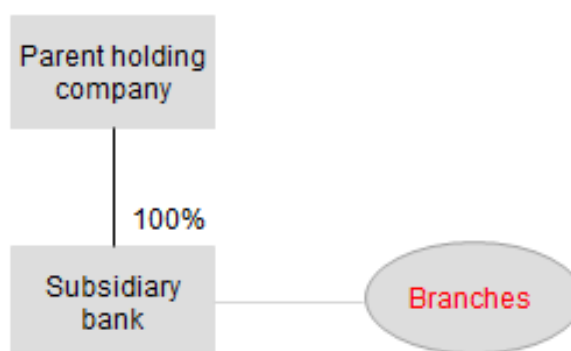 Parent holding
company
100%
Subsidiary
bank
Branches